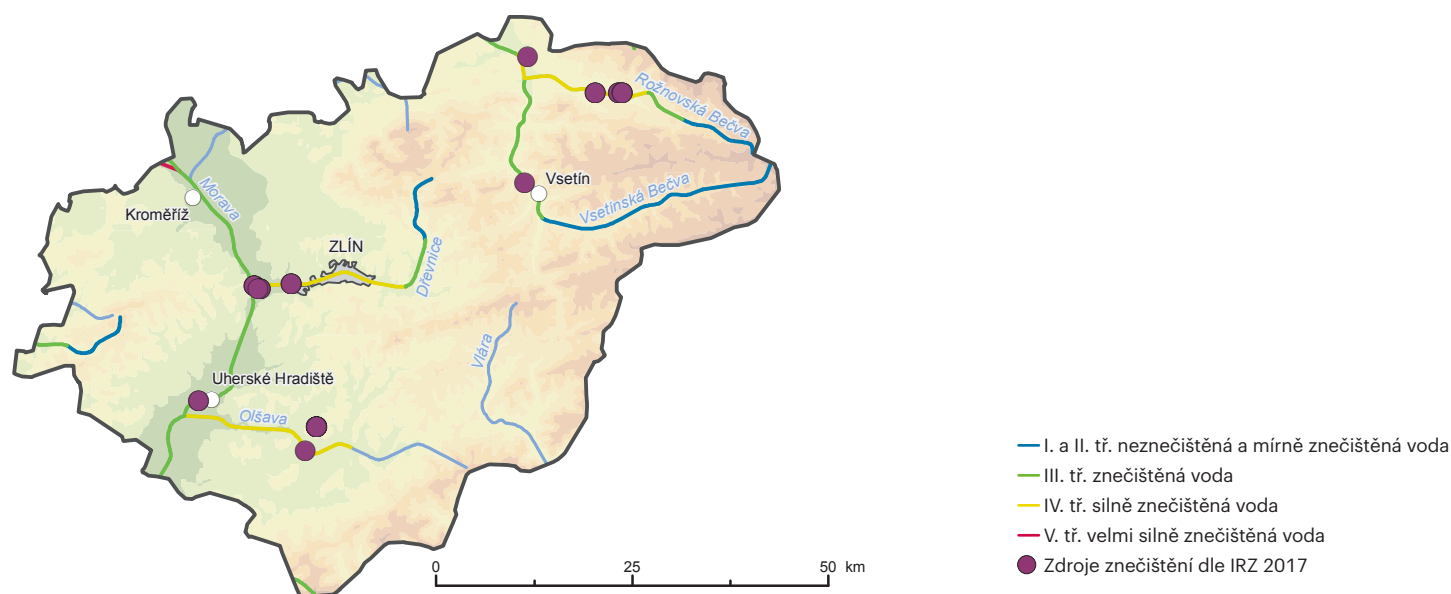 Rožnovská Bečva
Vsetín
Vsetínská Bečva
Morava
Kroměříž
ZLÍN
Dřevnice
Vlára
Uherské Hradiště
Olšava
I. a II. tř. neznečištěná a mírně znečištěná voda
III. tř. znečištěná voda
IV. tř. silně znečištěná voda
V. tř. velmi silně znečištěná voda
Zdroje znečištění dle IRZ 2017
0 25 50 km